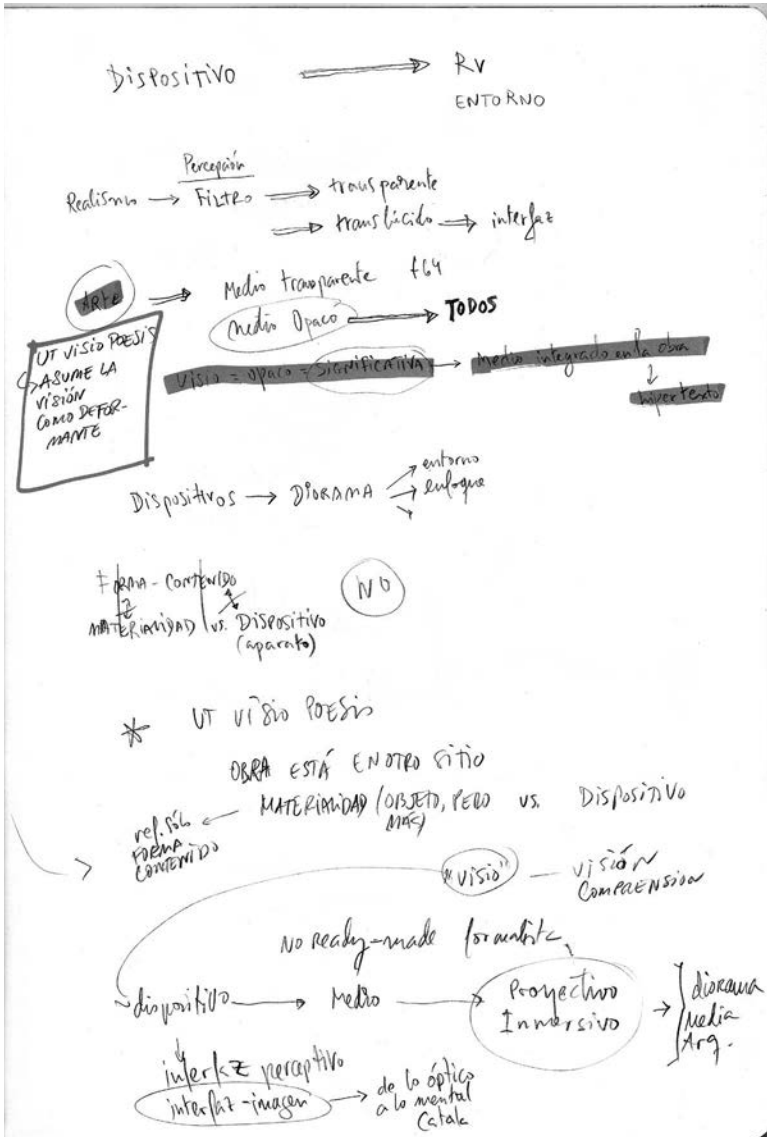 Dispositivo ⟹ RV
ENTORNO
Percepción
Realismo → FILTRO ⟹ transparente
⟹ translúcido ⟹ interfaz
ARTE ⟹ Medio transparente f64
medio Opaco ⟹ TODOS
UT VISIO POESIS
↳ ASUME LA
VISIÓN
COMO DEFOR-
MANTE
Visio = Opaco = SIGNIFICATIVA → Medio integrado en la obra
↓
hipertexto
Dispositivos → DIORAMA → entorno
→ enfoque
→
FORMA - CONTENIDO
NO
MATERIALIDAD vs. Dispositivo
(aparato)
* UT VISIO POESIS
OBRA ESTÁ EN OTRO SITIO
MATERIALIDAD (OBJETO, PERO vs. DISPOSITIVO
MÁS)
ref. sólo ←
FORMA
CONTENIDO
"VISIO" — VISIÓN
COMPRENSION
NO Ready-made formalista
dispositivo → Medio → Proyectivo
Inmersivo
→ } diorama
Media
Arq.
↓
interfaz perceptivo
interfaz-imagen → de lo óptico
a lo mental
Catala